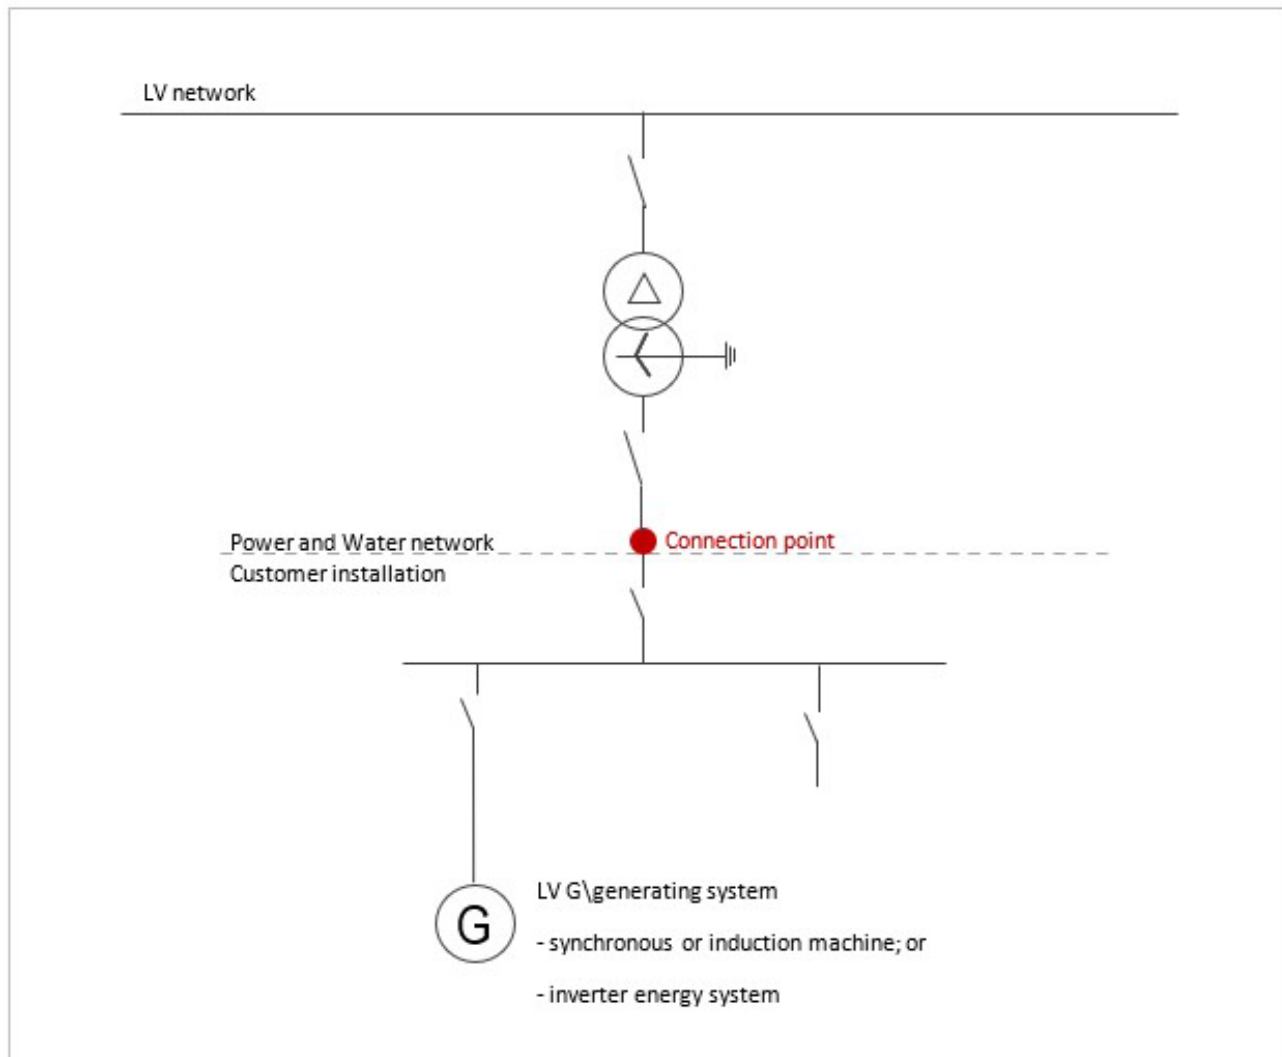 LV network
Power and Water network
Connection point
Customer installation
G
LV G\generating system
- synchronous or induction machine; or
- inverter energy system